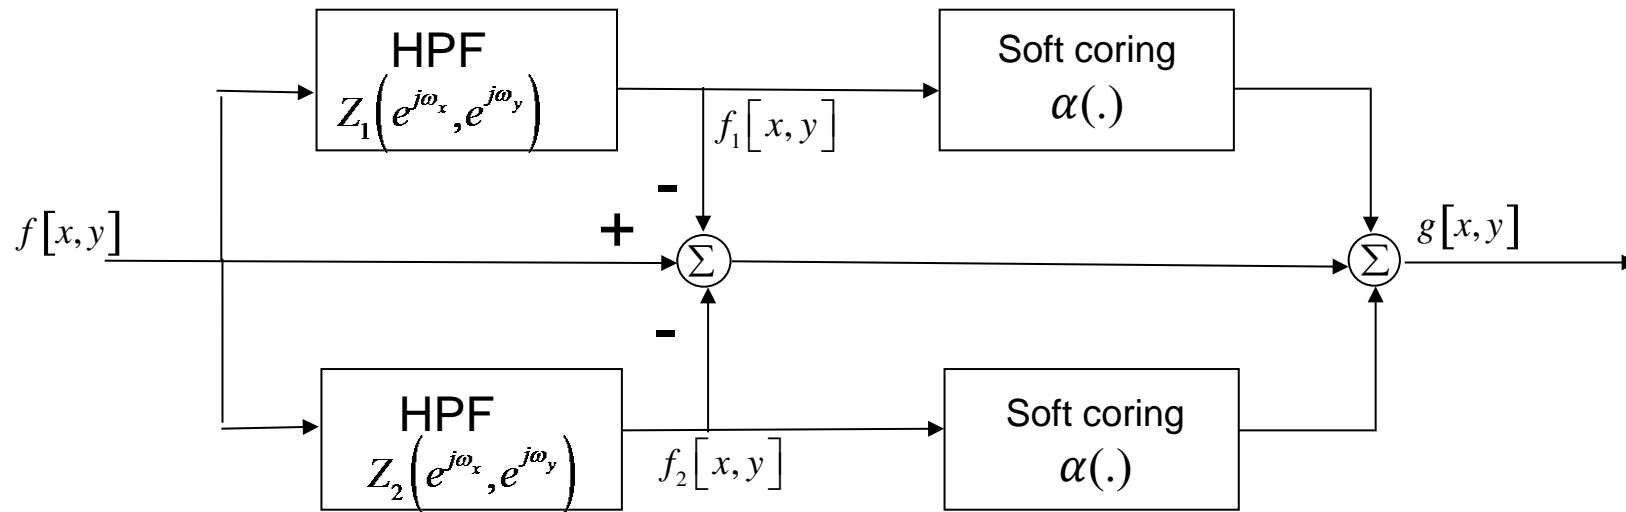 HPF
Z₁(e^{jω_x}, e^{jω_y})
Soft coring
α(.)
f₁[x, y]
-
f[x, y]
+
Σ
Σ
g[x, y]
-
HPF
Z₂(e^{jω_x}, e^{jω_y})
f₂[x, y]
Soft coring
α(.)